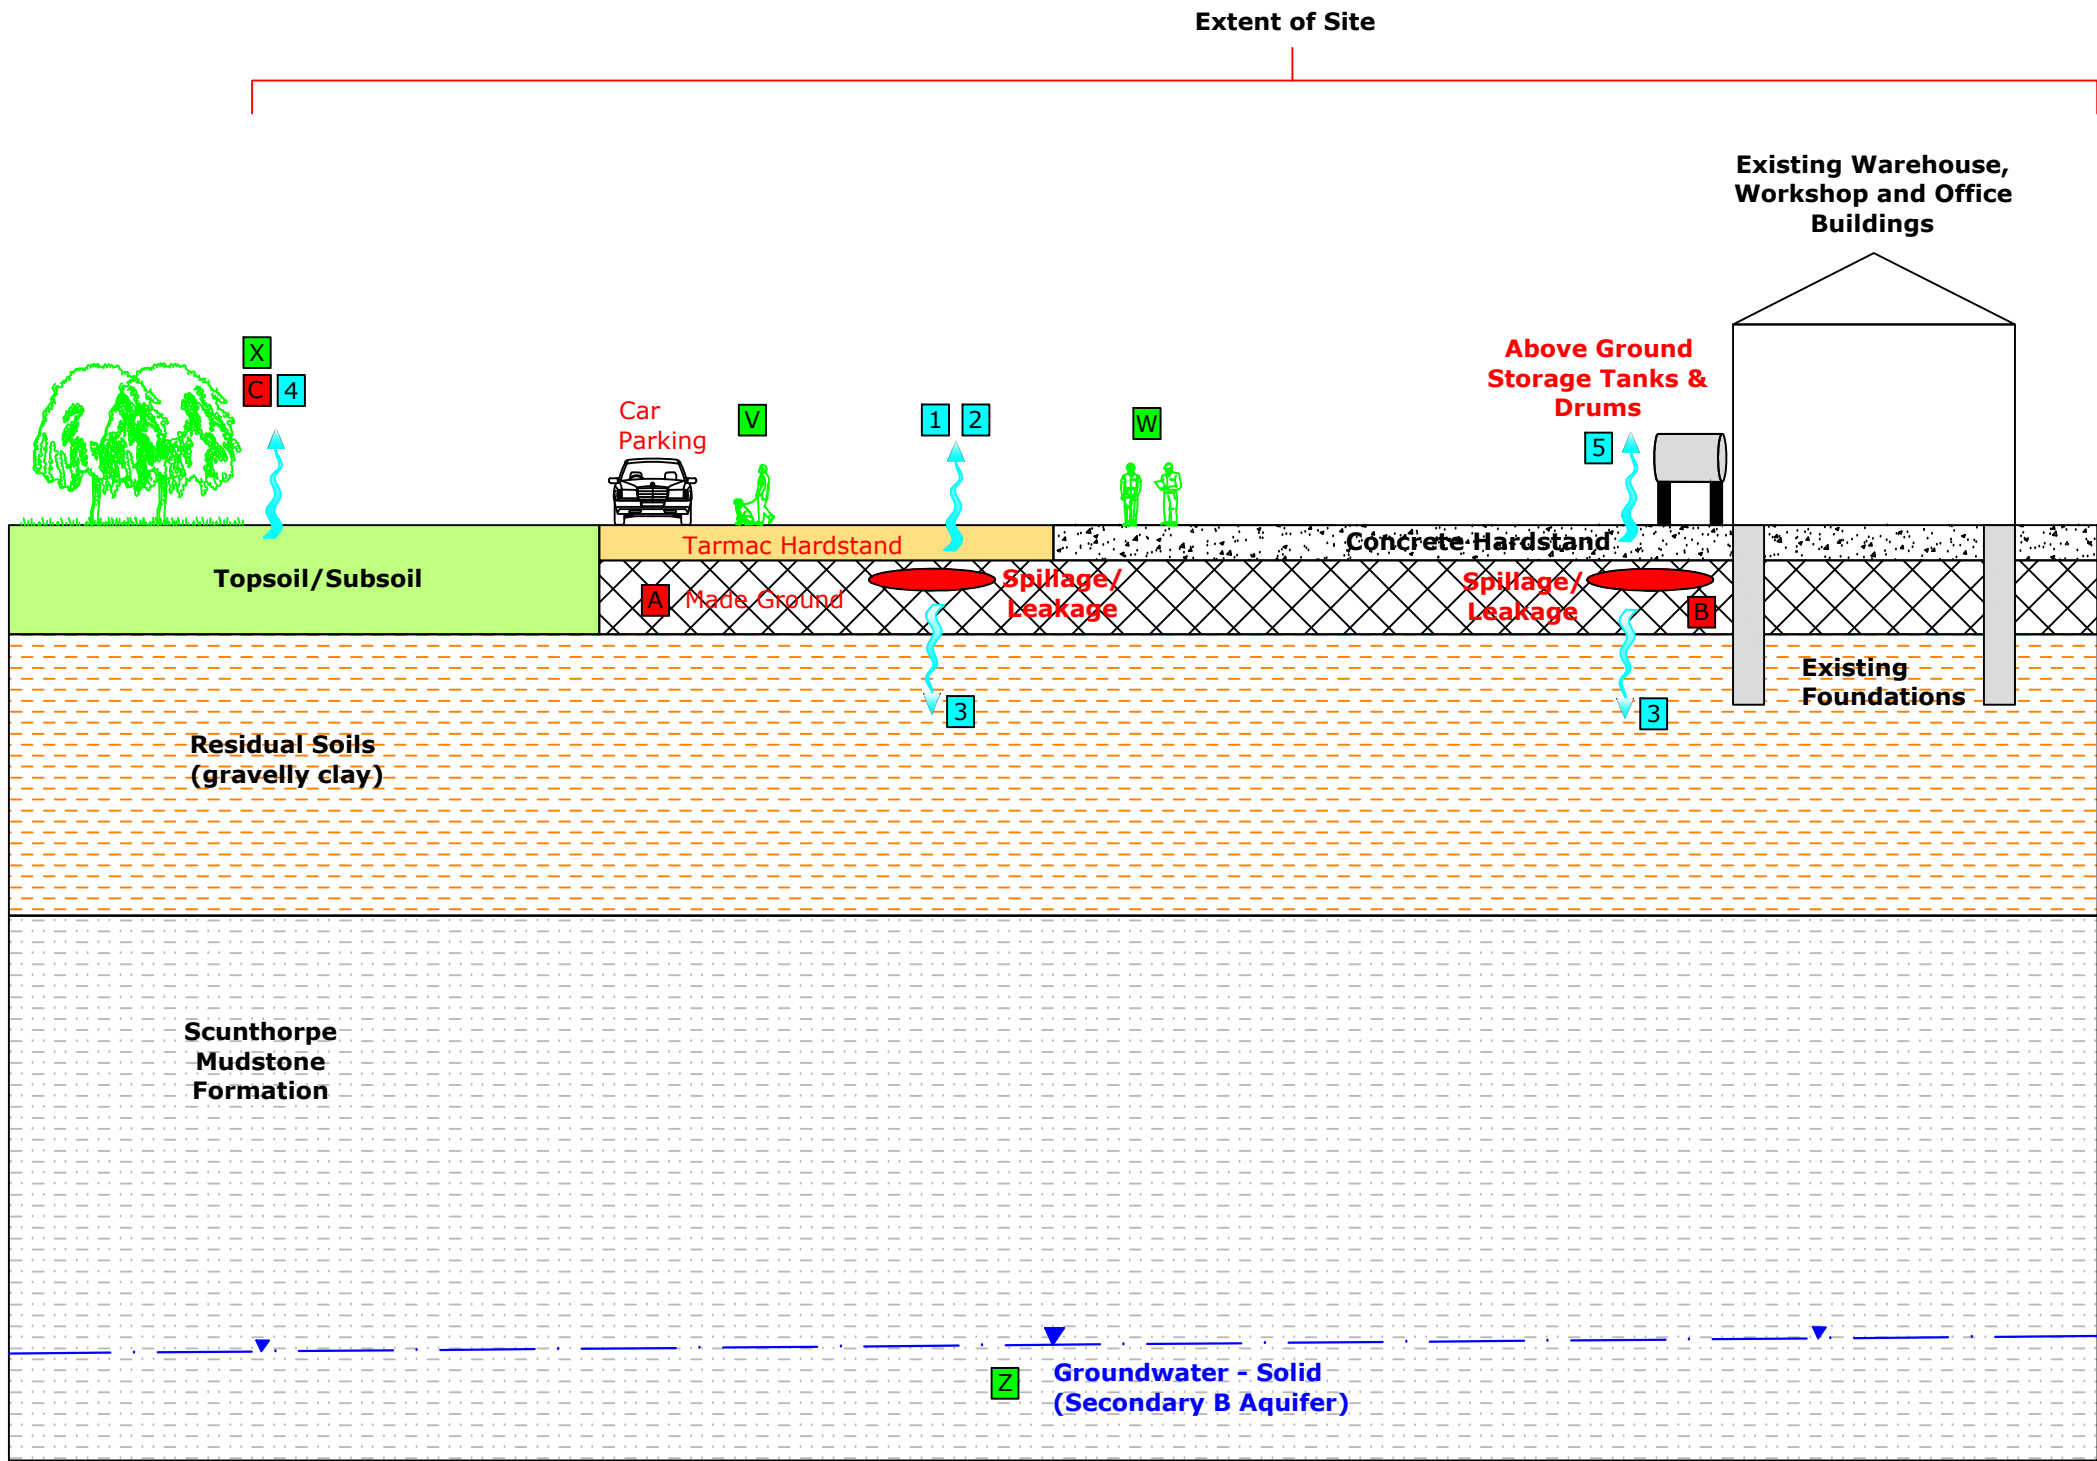 Extent of Site
Existing Warehouse,
Workshop and Office
Buildings
X
C 4
Car
Parking
V
1 2
W
Above Ground
Storage Tanks &
Drums
5
Tarmac Hardstand
Concrete Hardstand
Topsoil/Subsoil
A Made Ground
Spillage/
Leakage
Spillage/
Leakage
B
3
3
Existing
Foundations
Residual Soils
(gravelly clay)
Scunthorpe
Mudstone
Formation
Z
Groundwater - Solid
(Secondary B Aquifer)